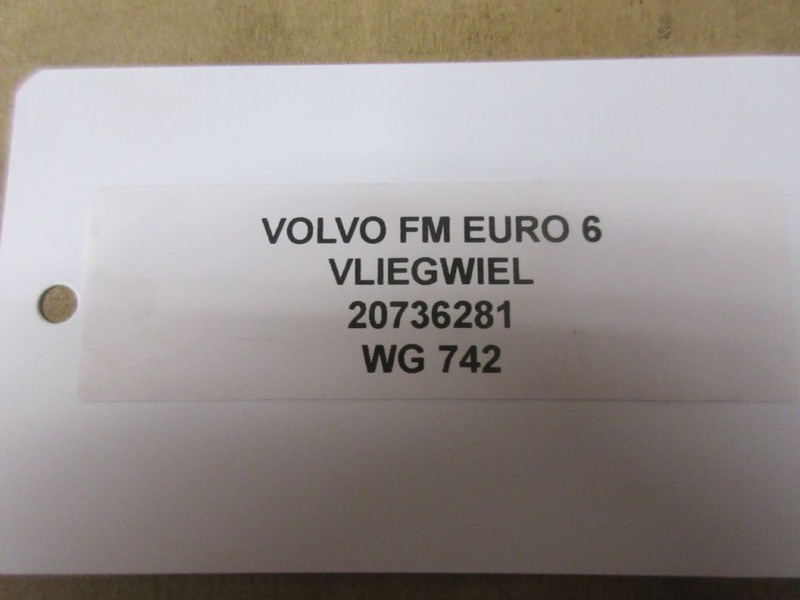 VOLVO FM EURO 6
VLIEGWIEL
20736281
WG 742